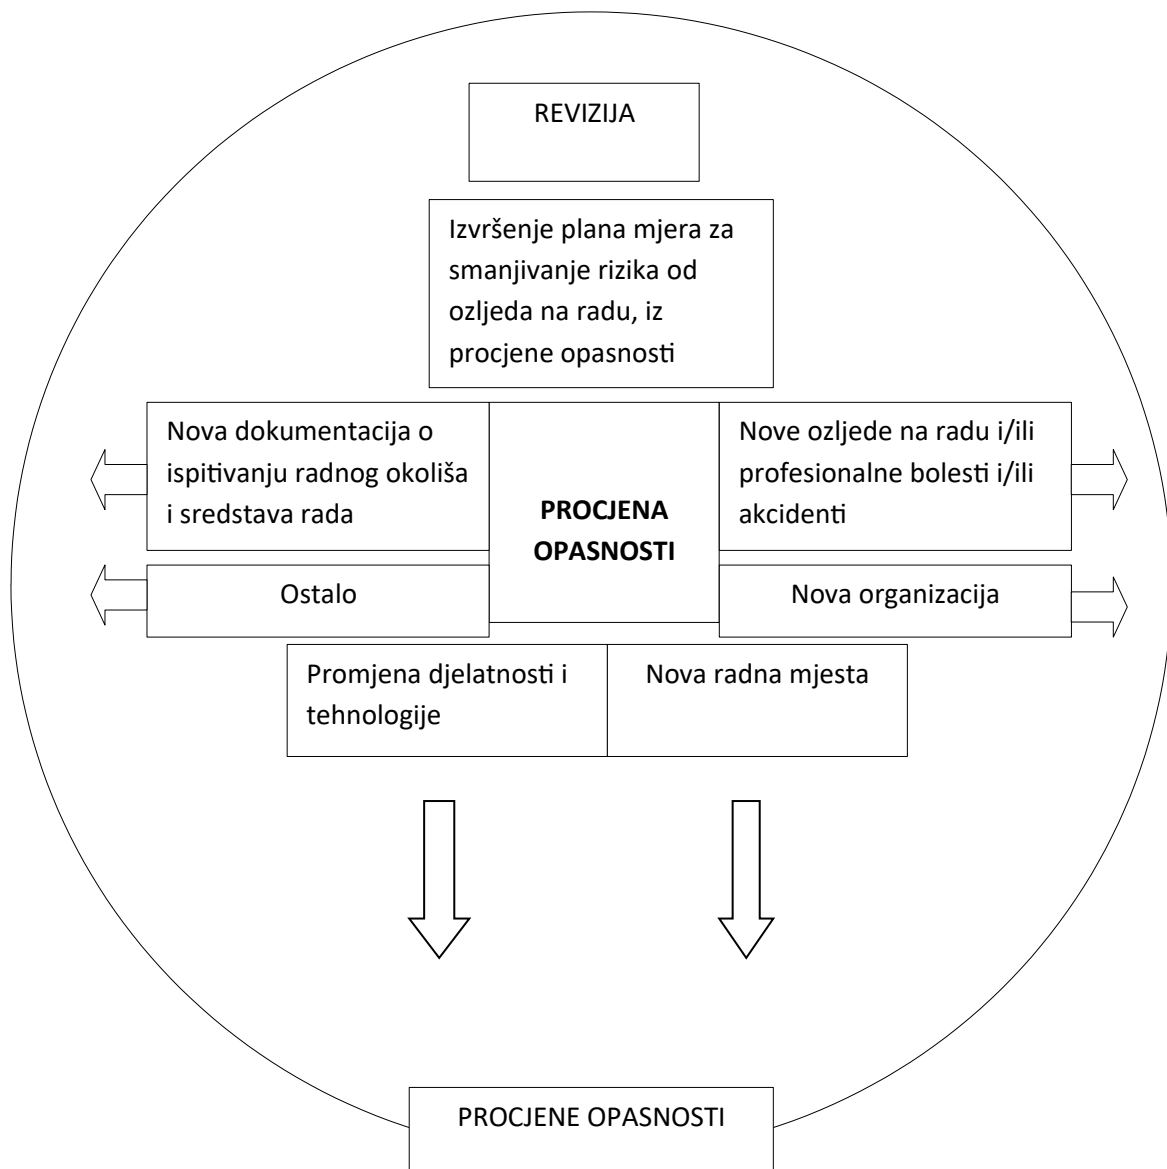 REVIZIJA
Izvršenje plana mjera za
smanjivanje rizika od
ozljeda na radu, iz
procjene opasnosti
Nova dokumentacija o
ispitivanju radnog okoliša
i sredstava rada
PROCJENA
OPASNOSTI
Nove ozljede na radu i/ili
profesionalne bolesti i/ili
akcidenti
Ostalo
Nova organizacija
Promjena djelatnosti i
tehnologije
Nova radna mjesta
PROCJENE OPASNOSTI